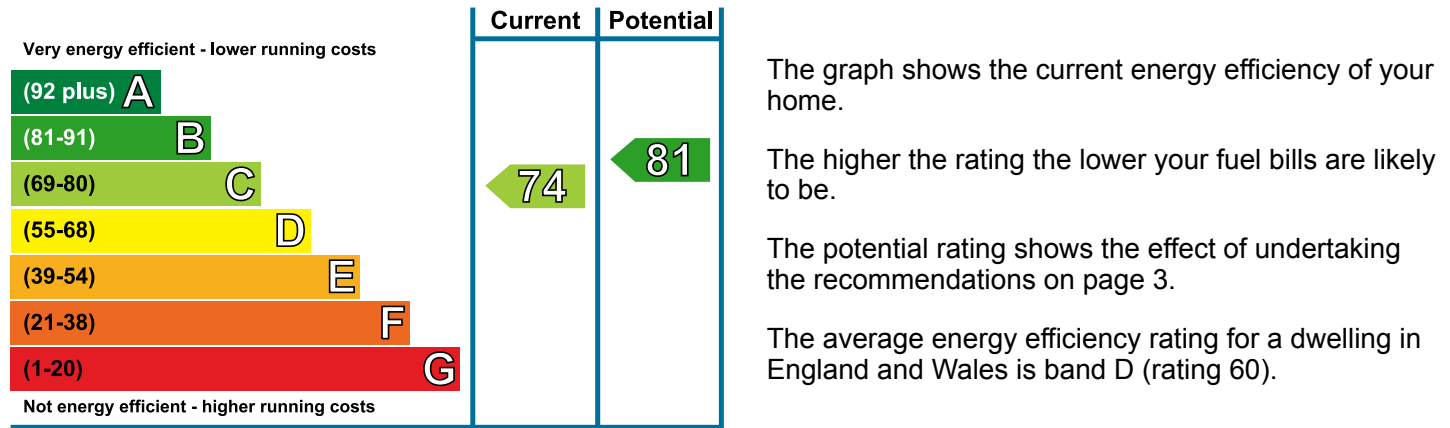 Current Potential
Very energy efficient - lower running costs
(92 plus) A
(81-91) B
(69-80) C
(55-68) D
(39-54) E
(21-38) F
(1-20) G
Not energy efficient - higher running costs
74
81
The graph shows the current energy efficiency of your
home.
The higher the rating the lower your fuel bills are likely
to be.
The potential rating shows the effect of undertaking
the recommendations on page 3.
The average energy efficiency rating for a dwelling in
England and Wales is band D (rating 60).